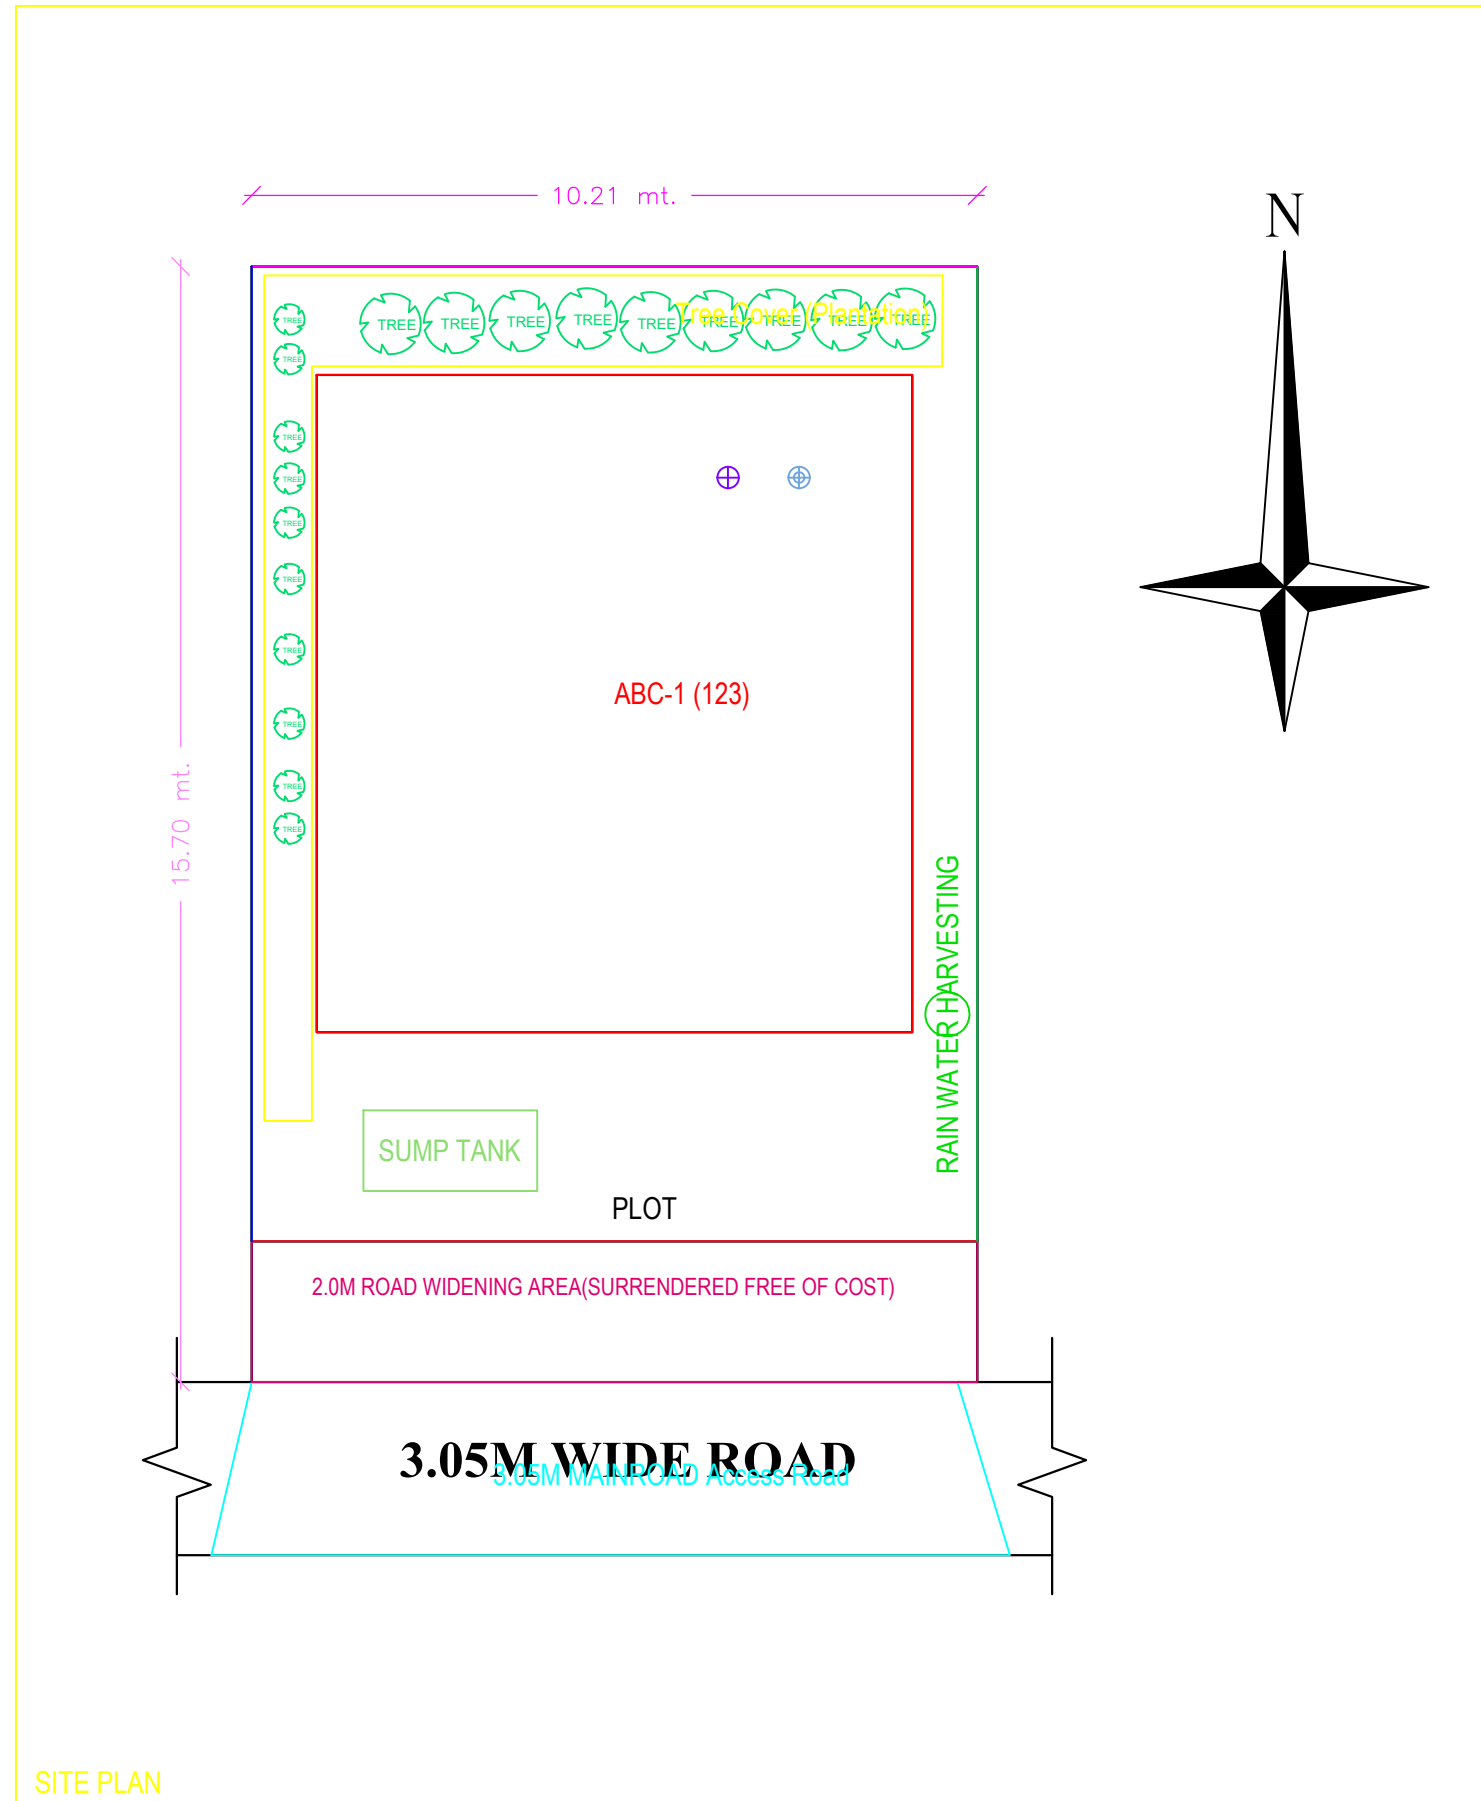 10.21 mt.
N
TREE
TREE
TREE
TREE
TREE
TREE
TREE
TREE
TREE
Tree Cover (Plantation)
TREE
TREE
TREE
TREE
TREE
TREE
TREE
TREE
TREE
TREE
ABC-1 (123)
15.70 mt.
RAIN WATER HARVESTING
SUMP TANK
PLOT
2.0M ROAD WIDENING AREA(SURRENDERED FREE OF COST)
3.05M WIDE ROAD
3.05M MAINROAD Access Road
SITE PLAN